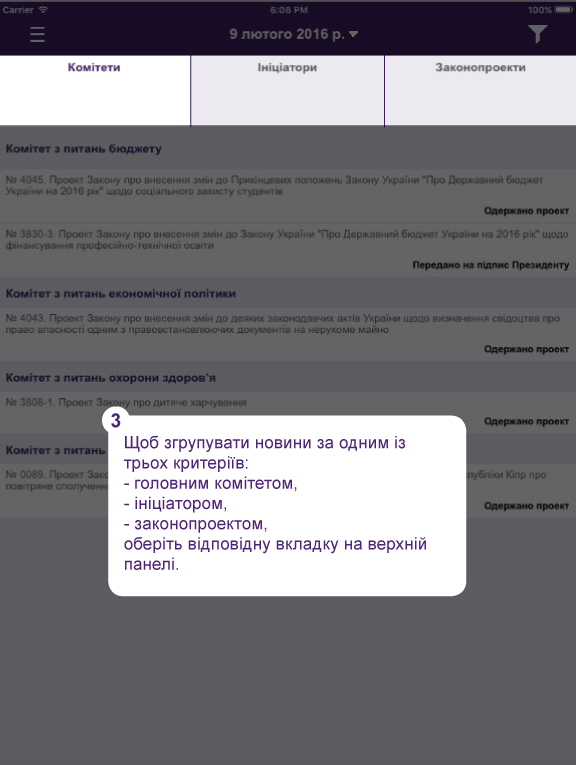 Carrier 6:08 PM 100%
9 лютого 2016 р.
Комітети Ініціатори Законопроекти
Комітет з питань бюджету
№ 4045. Проект Закону про внесення змін до Прикінцевих положень Закону України "Про Державний бюджет
України на 2016 рік" щодо соціального захисту студентів
Одержано проект
№ 3830-3. Проект Закону про внесення змін до Закону України "Про Державний бюджет України на 2016 рік" щодо
фінансування професійно-технічної освіти
Передано на підпис Президенту
Комітет з питань економічної політики
№ 4043. Проект Закону про внесення змін до деяких законодавчих актів України щодо визначення свідоцтва про
право власності одним з правовстановлюючих документів на нерухоме майно
Одержано проект
Комітет з питань охорони здоров'я
№ 3808-1. Проект Закону про дитяче харчування
Одержано проект
Комітет з питань
№ 0089. Проект Зако спубліки Кіпр про
повітряне сполучен
Одержано проект
3
Щоб згрупувати новини за одним із
трьох критеріїв:
- головним комітетом,
- ініціатором,
- законопроектом,
оберіть відповідну вкладку на верхній
панелі.